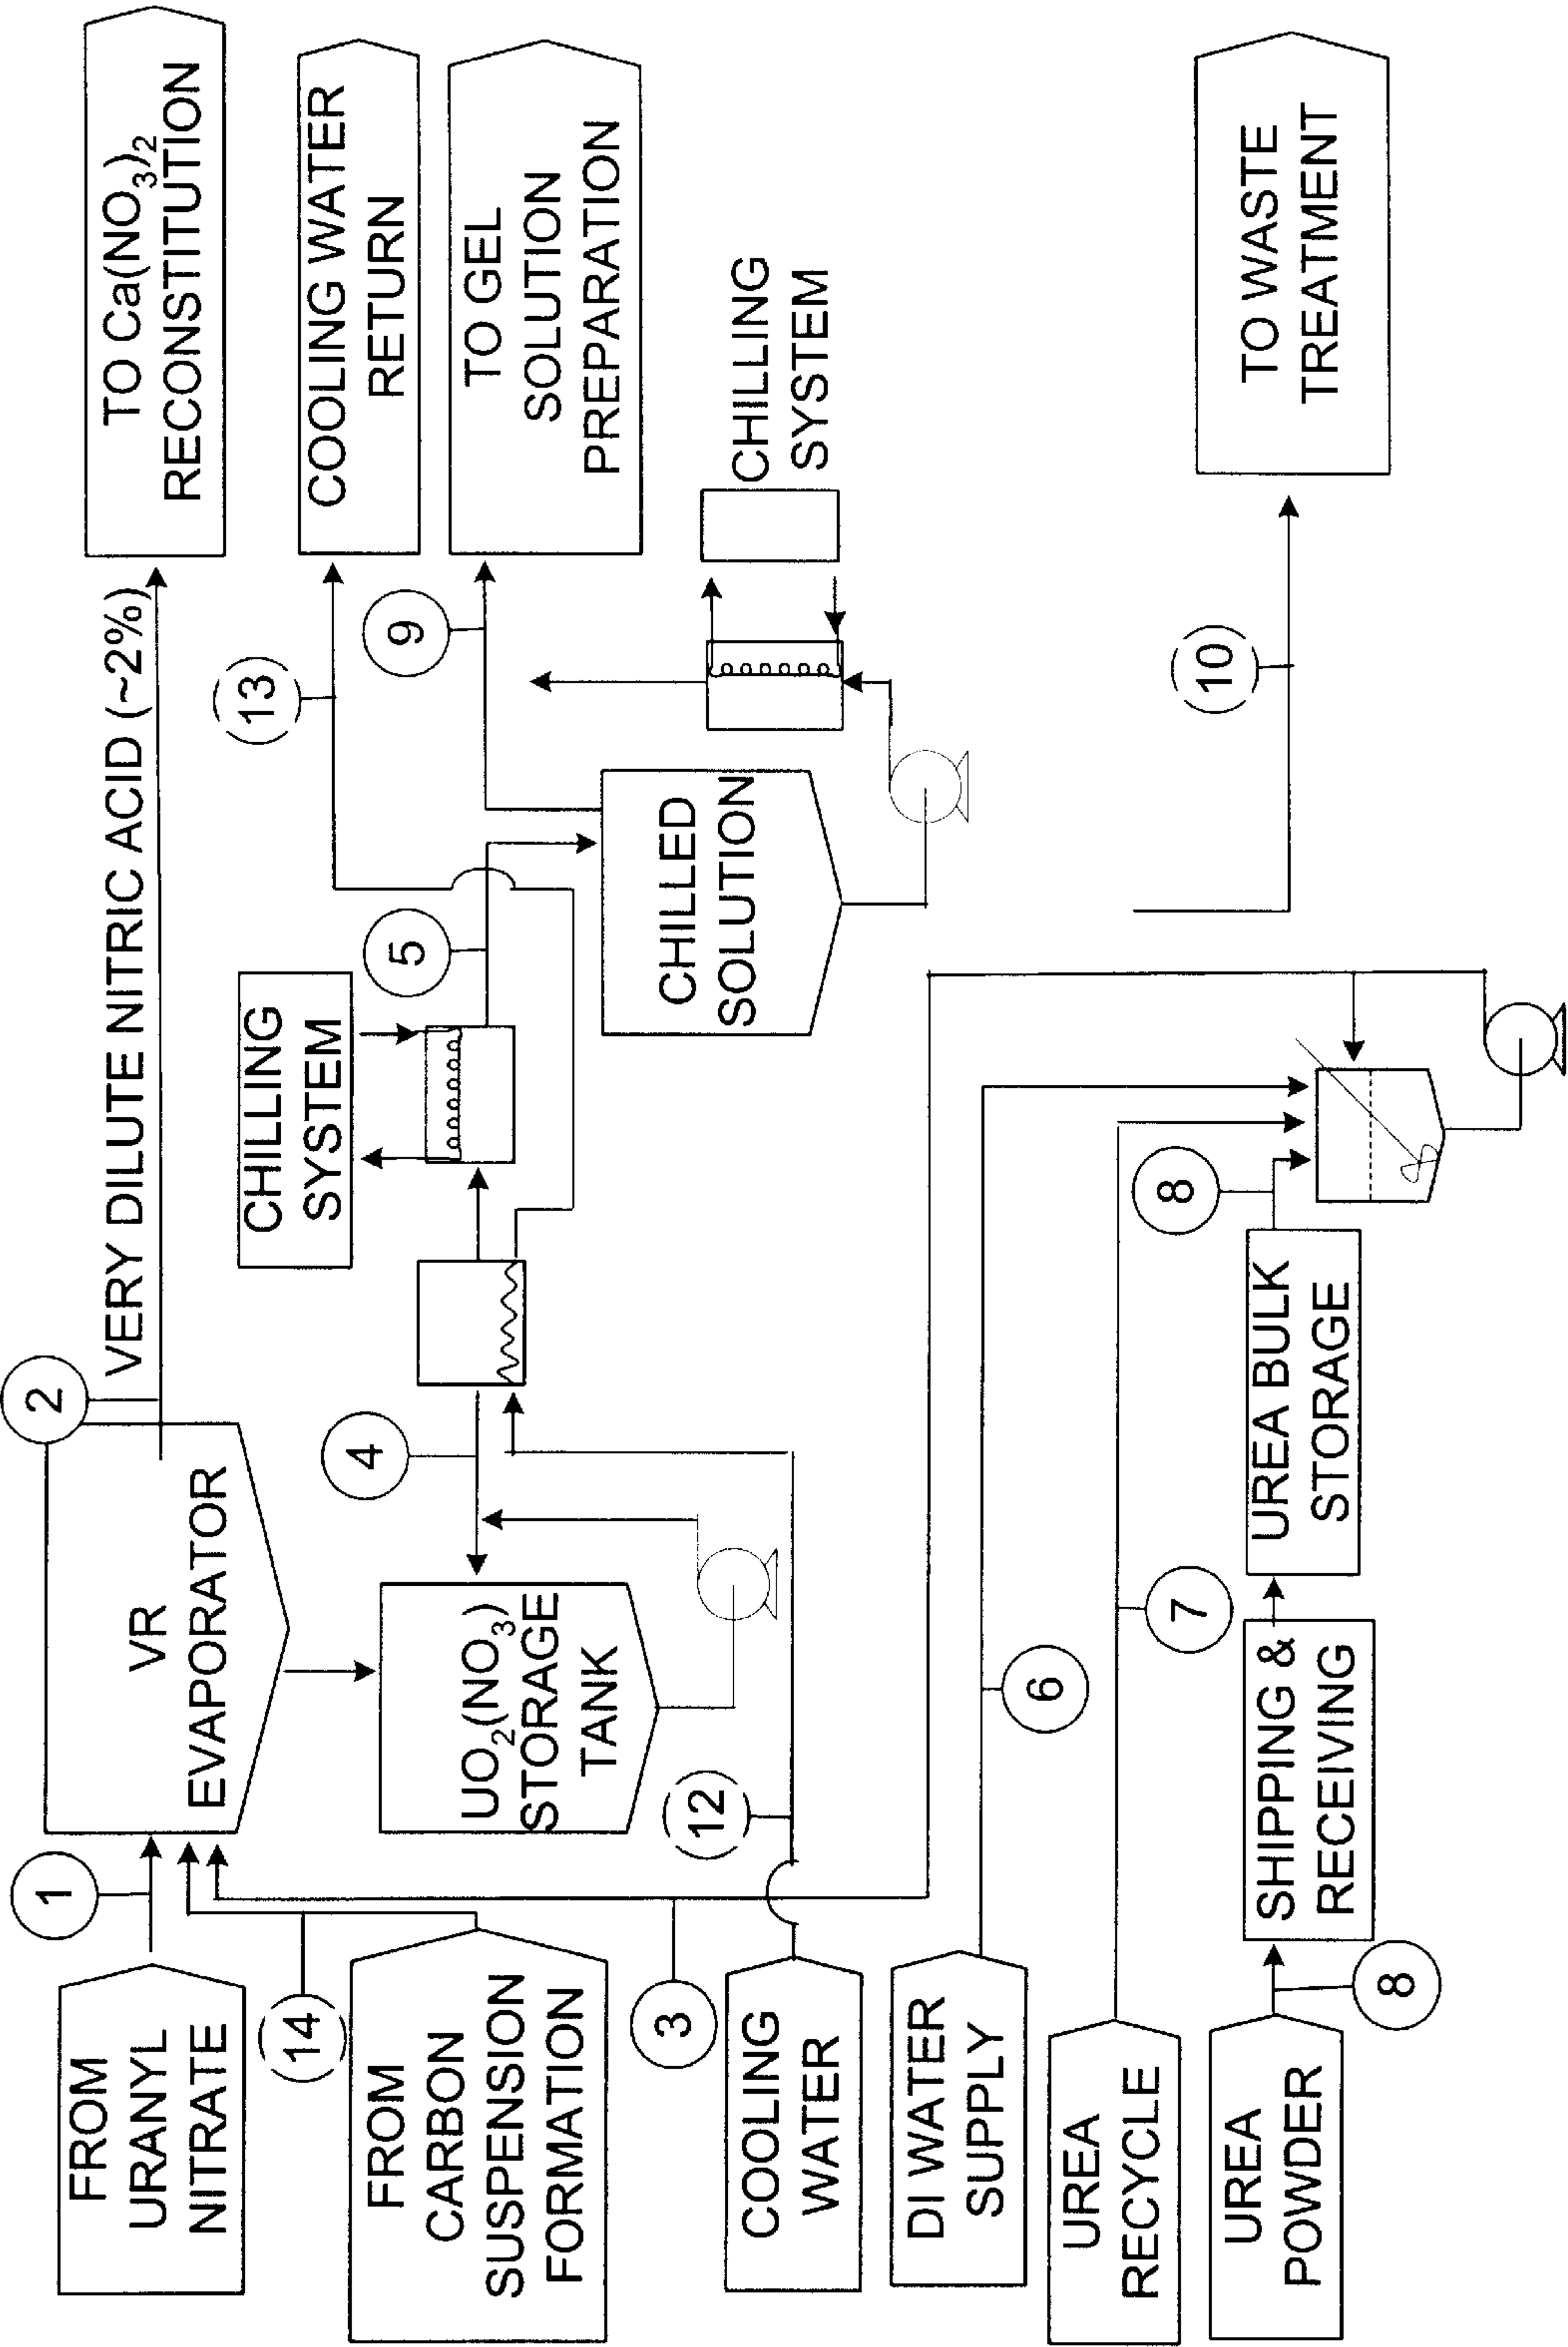 FROM
URANYL
NITRATE
1
14
FROM
CARBON
SUSPENSION
FORMATION
3
COOLING
WATER
DI WATER
SUPPLY
UREA
RECYCLE
UREA
POWDER
8
VR
EVAPORATOR
2
VERY DILUTE NITRIC ACID (~2%)
TO Ca(NO3)2
RECONSTITUTION
UO2(NO3)
STORAGE
TANK
12
4
CHILLING
SYSTEM
5
13
COOLING WATER
RETURN
9
TO GEL
SOLUTION
PREPARATION
CHILLED
SOLUTION
CHILLING
SYSTEM
6
7
SHIPPING &
RECEIVING
UREA BULK
STORAGE
8
10
TO WASTE
TREATMENT